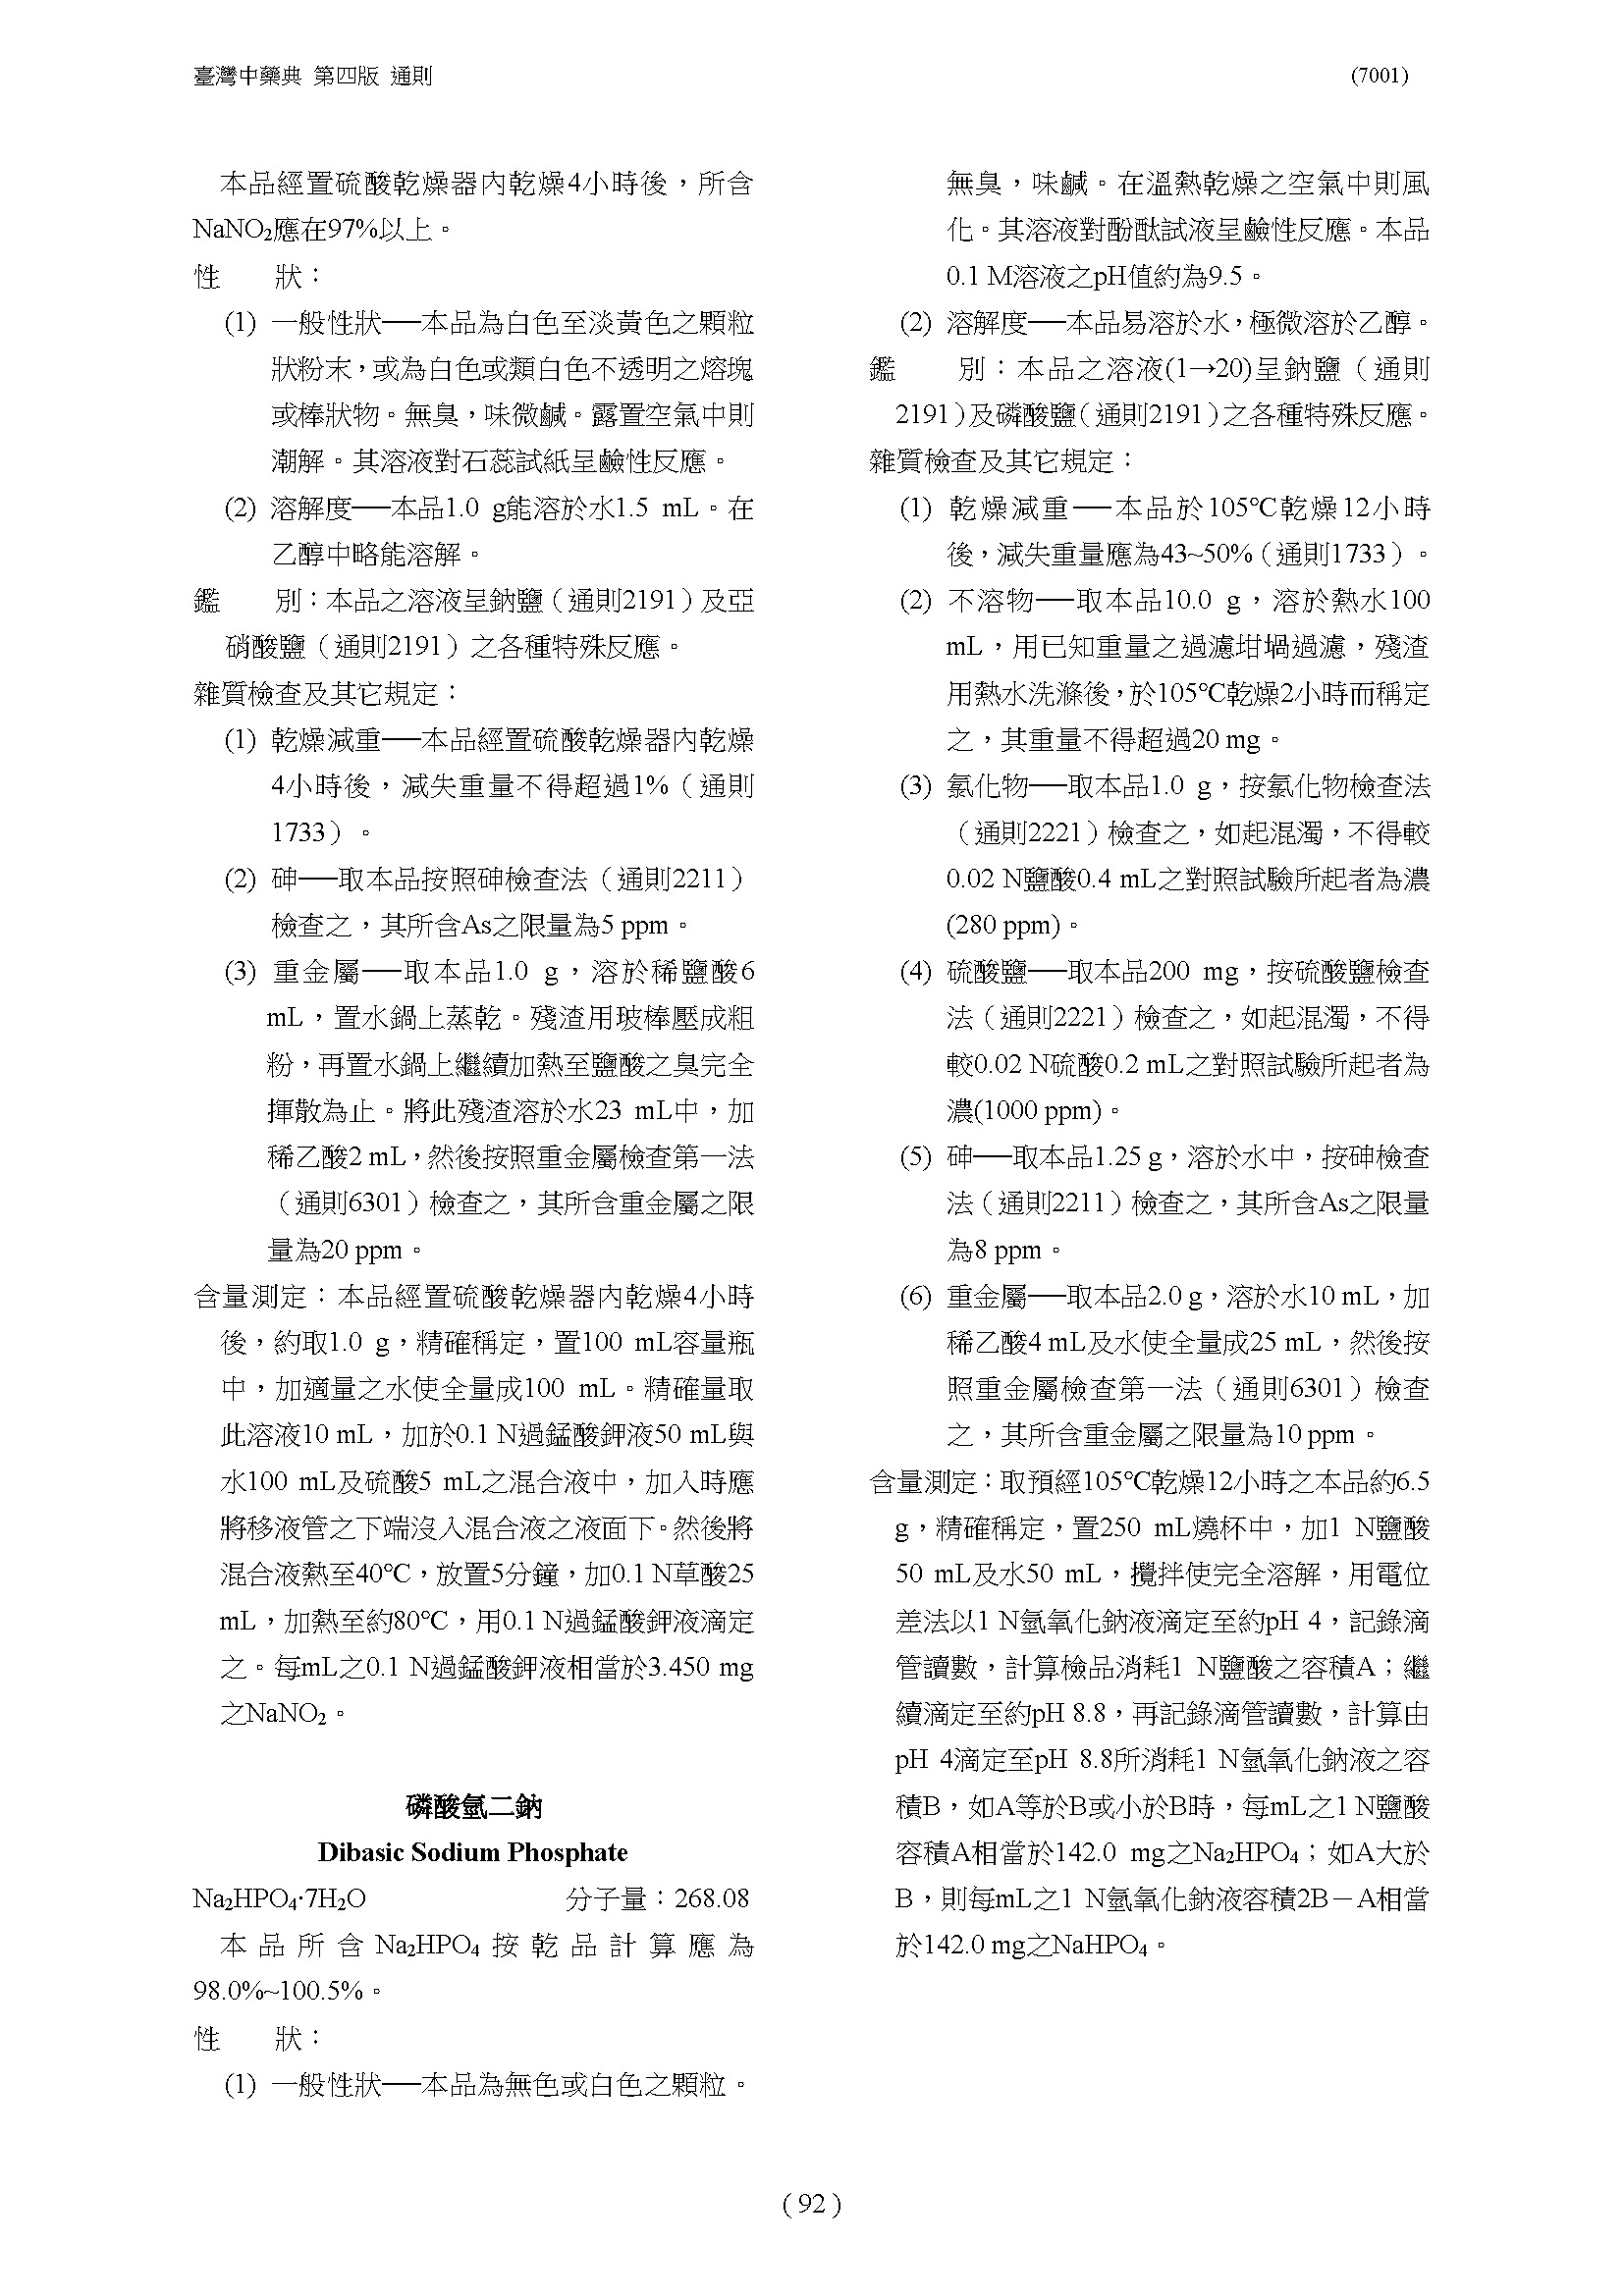 臺灣中藥典 第四版 通則
(7001)
本品經置硫酸乾燥器內乾燥4小時後，所含
NaNO₂應在97%以上。
性　　狀：
(1) 一般性狀──本品為白色至淡黃色之顆粒
狀粉末，或為白色或類白色不透明之熔塊
或棒狀物。無臭，味微鹹。露置空氣中則
潮解。其溶液對石蕊試紙呈鹼性反應。
(2) 溶解度──本品1.0 g能溶於水1.5 mL。在
乙醇中略能溶解。
鑑　　別：本品之溶液呈鈉鹽（通則2191）及亞
硝酸鹽（通則2191）之各種特殊反應。
雜質檢查及其它規定：
(1) 乾燥減重──本品經置硫酸乾燥器內乾燥
4小時後，減失重量不得超過1%（通則
1733）。
(2) 砷──取本品按照砷檢查法（通則2211）
檢查之，其所含As之限量為5 ppm。
(3) 重金屬──取本品1.0 g，溶於稀鹽酸6
mL，置水鍋上蒸乾。殘渣用玻棒壓成粗
粉，再置水鍋上繼續加熱至鹽酸之臭完全
揮散為止。將此殘渣溶於水23 mL中，加
稀乙酸2 mL，然後按照重金屬檢查第一法
（通則6301）檢查之，其所含重金屬之限
量為20 ppm。
含量測定：本品經置硫酸乾燥器內乾燥4小時
後，約取1.0 g，精確稱定，置100 mL容量瓶
中，加適量之水使全量成100 mL。精確量取
此溶液10 mL，加於0.1 N過錳酸鉀液50 mL與
水100 mL及硫酸5 mL之混合液中，加入時應
將移液管之下端沒入混合液之液面下。然後將
混合液熱至40℃，放置5分鐘，加0.1 N草酸25
mL，加熱至約80℃，用0.1 N過錳酸鉀液滴定
之。每mL之0.1 N過錳酸鉀液相當於3.450 mg
之NaNO₂。
磷酸氫二鈉
Dibasic Sodium Phosphate
Na₂HPO₄·7H₂O　分子量：268.08
本品所含Na₂HPO₄按乾品計算應為
98.0%~100.5%。
性　　狀：
(1) 一般性狀──本品為無色或白色之顆粒。
無臭，味鹹。在溫熱乾燥之空氣中則風
化。其溶液對酚酞試液呈鹼性反應。本品
0.1 M溶液之pH值約為9.5。
(2) 溶解度──本品易溶於水，極微溶於乙醇。
鑑　　別：本品之溶液(1→20)呈鈉鹽（通則
2191）及磷酸鹽（通則2191）之各種特殊反應。
雜質檢查及其它規定：
(1) 乾燥減重──本品於105℃乾燥12小時
後，減失重量應為43~50%（通則1733）。
(2) 不溶物──取本品10.0 g，溶於熱水100
mL，用已知重量之過濾坩堝過濾，殘渣
用熱水洗滌後，於105℃乾燥2小時而稱定
之，其重量不得超過20 mg。
(3) 氯化物──取本品1.0 g，按氯化物檢查法
（通則2221）檢查之，如起混濁，不得較
0.02 N鹽酸0.4 mL之對照試驗所起者為濃
(280 ppm)。
(4) 硫酸鹽──取本品200 mg，按硫酸鹽檢查
法（通則2221）檢查之，如起混濁，不得
較0.02 N硫酸0.2 mL之對照試驗所起者為
濃(1000 ppm)。
(5) 砷──取本品1.25 g，溶於水中，按砷檢查
法（通則2211）檢查之，其所含As之限量
為8 ppm。
(6) 重金屬──取本品2.0 g，溶於水10 mL，加
稀乙酸4 mL及水使全量成25 mL，然後按
照重金屬檢查第一法（通則6301）檢查
之，其所含重金屬之限量為10 ppm。
含量測定：取預經105℃乾燥12小時之本品約6.5
g，精確稱定，置250 mL燒杯中，加1 N鹽酸
50 mL及水50 mL，攪拌使完全溶解，用電位
差法以1 N氫氧化鈉液滴定至約pH 4，記錄滴
管讀數，計算檢品消耗1 N鹽酸之容積A；繼
續滴定至約pH 8.8，再記錄滴管讀數，計算由
pH 4滴定至pH 8.8所消耗1 N氫氧化鈉液之容
積B，如A等於B或小於B時，每mL之1 N鹽酸
容積A相當於142.0 mg之Na₂HPO₄；如A大於
B，則每mL之1 N氫氧化鈉液容積2B－A相當
於142.0 mg之NaHPO₄。
( 92 )